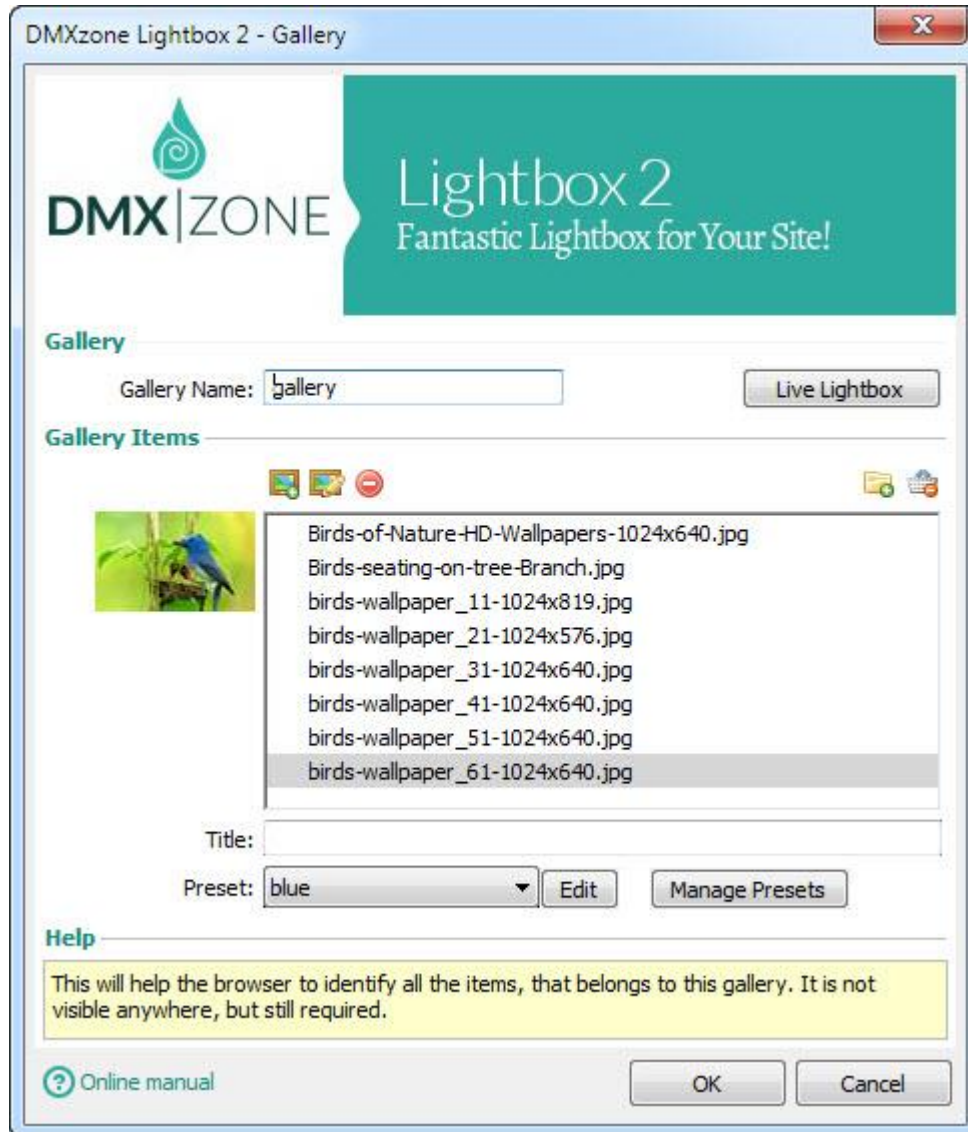 DMXzone Lightbox 2 - Gallery
DMX|ZONE
Lightbox 2
Fantastic Lightbox for Your Site!
Gallery
Gallery Name: gallery
Live Lightbox
Gallery Items
Birds-of-Nature-HD-Wallpapers-1024x640.jpg
Birds-seating-on-tree-Branch.jpg
birds-wallpaper_11-1024x819.jpg
birds-wallpaper_21-1024x576.jpg
birds-wallpaper_31-1024x640.jpg
birds-wallpaper_41-1024x640.jpg
birds-wallpaper_51-1024x640.jpg
birds-wallpaper_61-1024x640.jpg
Title:
Preset: blue Edit Manage Presets
Help
This will help the browser to identify all the items, that belongs to this gallery. It is not
visible anywhere, but still required.
? Online manual OK Cancel